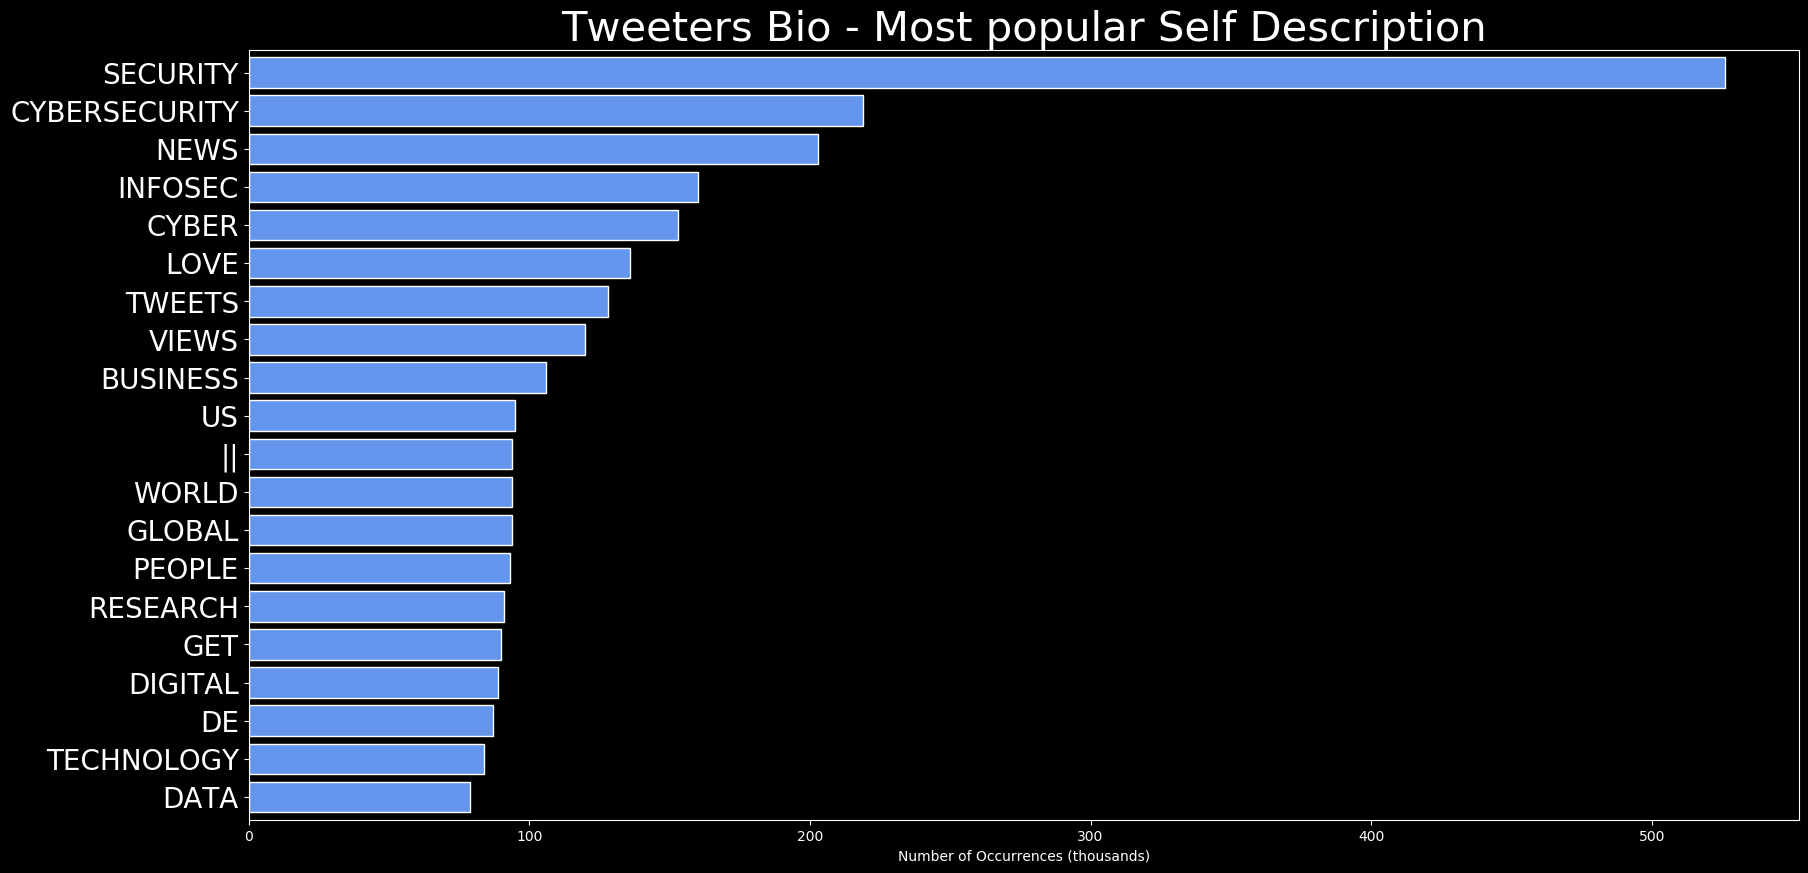 Tweeters Bio - Most popular Self Description
SECURITY
CYBERSECURITY
NEWS
INFOSEC
CYBER
LOVE
TWEETS
VIEWS
BUSINESS
US
||
WORLD
GLOBAL
PEOPLE
RESEARCH
GET
DIGITAL
DE
TECHNOLOGY
DATA
0 100 200 300 400 500
Number of Occurrences (thousands)